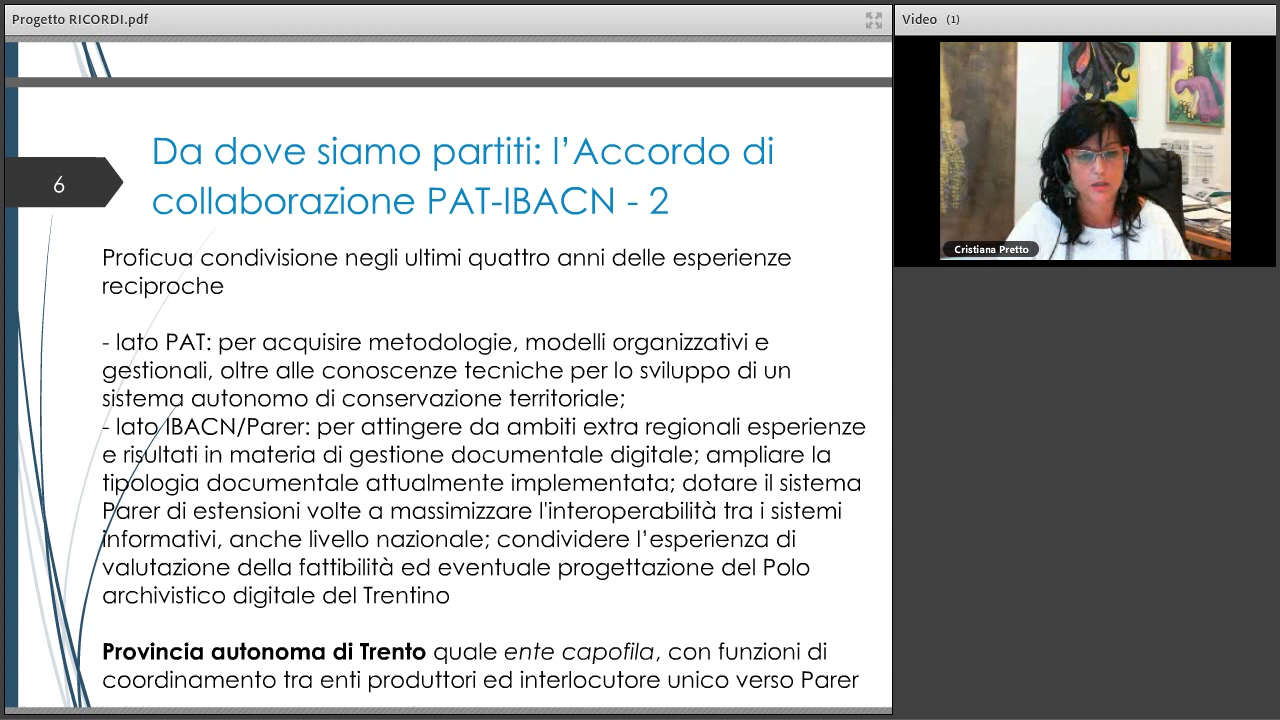 Progetto RICORDI.pdf
Video (1)
Cristiana Pretto
6
Da dove siamo partiti: l’Accordo di
collaborazione PAT-IBACN - 2
Proficua condivisione negli ultimi quattro anni delle esperienze
reciproche
- lato PAT: per acquisire metodologie, modelli organizzativi e
gestionali, oltre alle conoscenze tecniche per lo sviluppo di un
sistema autonomo di conservazione territoriale;
- lato IBACN/Parer: per attingere da ambiti extra regionali esperienze
e risultati in materia di gestione documentale digitale; ampliare la
tipologia documentale attualmente implementata; dotare il sistema
Parer di estensioni volte a massimizzare l'interoperabilità tra i sistemi
informativi, anche livello nazionale; condividere l’esperienza di
valutazione della fattibilità ed eventuale progettazione del Polo
archivistico digitale del Trentino
Provincia autonoma di Trento quale ente capofila, con funzioni di
coordinamento tra enti produttori ed interlocutore unico verso Parer